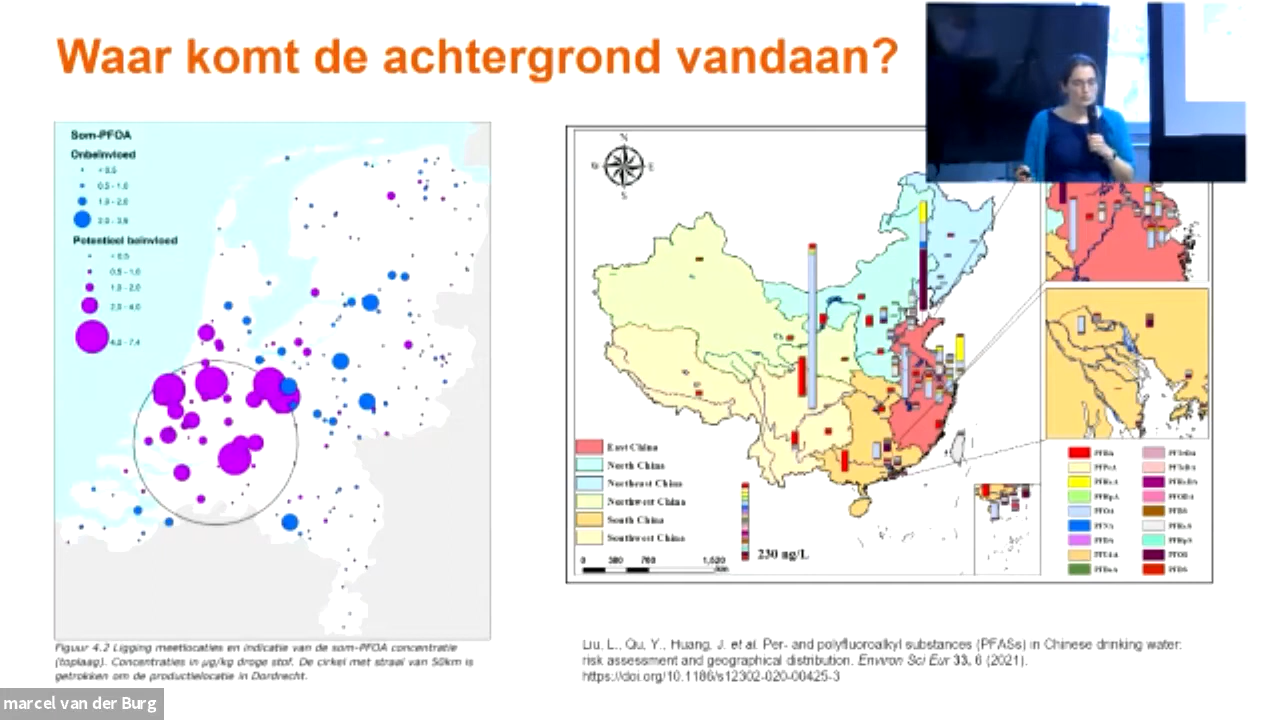 Waar komt de achtergrond vandaan?
Som-PFOA
Onbeïnvloed
< 0.5
0.5 - 1.0
1.0 - 2.0
2.0 - 3.8
Potentieel beïnvloed
< 0.5
0.5 - 1.0
1.0 - 2.0
2.0 - 4.0
4.0 - 7.4
Figuur 4.2 Ligging meetlocaties en indicatie van de som-PFOA concentratie
(toplaag). Concentraties in µg/kg droge stof. De cirkel met straal van 50km is
getrokken om de productielocatie in Dordrecht.
N
E
S
East China
North China
Northeast China
Northwest China
South China
Southwest China
230 ng/L
Liu, L., Qu, Y., Huang, J. et al. Per- and polyfluoroalkyl substances (PFASs) in Chinese drinking water:
risk assessment and geographical distribution. Environ Sci Eur 33, 6 (2021).
https://doi.org/10.1186/s12302-020-00425-3
marcel van der Burg